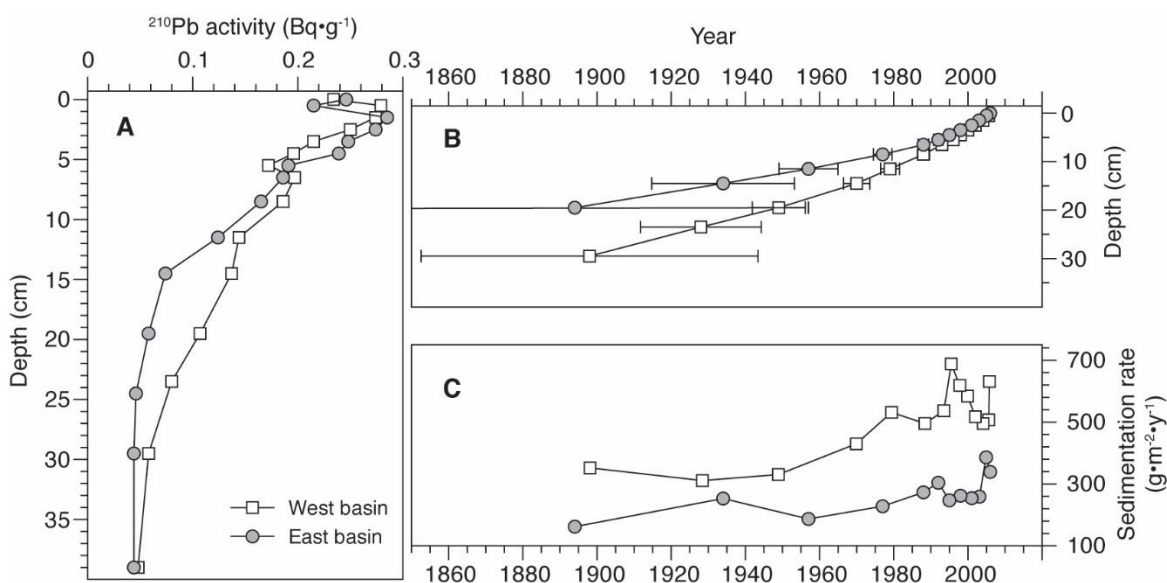 ²¹⁰Pb activity (Bq•g⁻¹)
0 0.1 0.2 0.3
0
5
10
15
20
25
30
35
Depth (cm)
A
West basin
East basin
Year
1860 1880 1900 1920 1940 1960 1980 2000
B
0
10
20
30
Depth (cm)
C
700
500
300
100
Sedimentation rate
(g•m⁻²•y⁻¹)
1860 1880 1900 1920 1940 1960 1980 2000